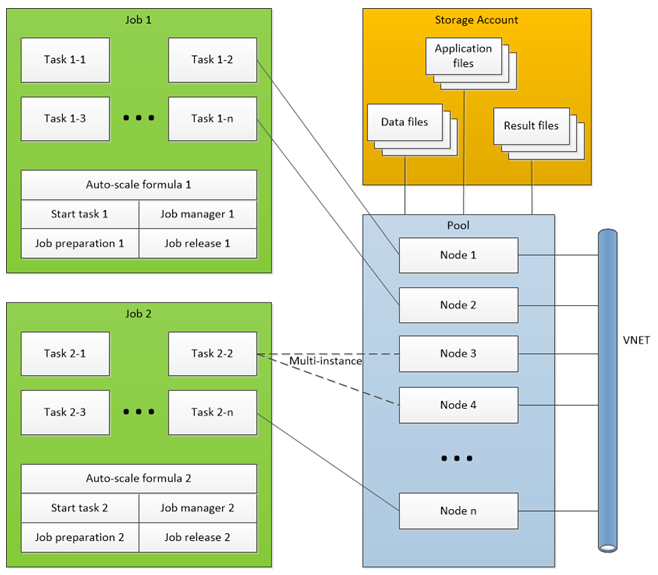 Job 1
Task 1-1
Task 1-2
Task 1-3
Task 1-n
Auto-scale formula 1
Start task 1
Job manager 1
Job preparation 1
Job release 1
Storage Account
Application
files
Data files
Result files
Pool
Node 1
Node 2
Node 3
Node 4
Node n
VNET
Job 2
Task 2-1
Task 2-2
Multi-instance
Task 2-3
Task 2-n
Auto-scale formula 2
Start task 2
Job manager 2
Job preparation 2
Job release 2